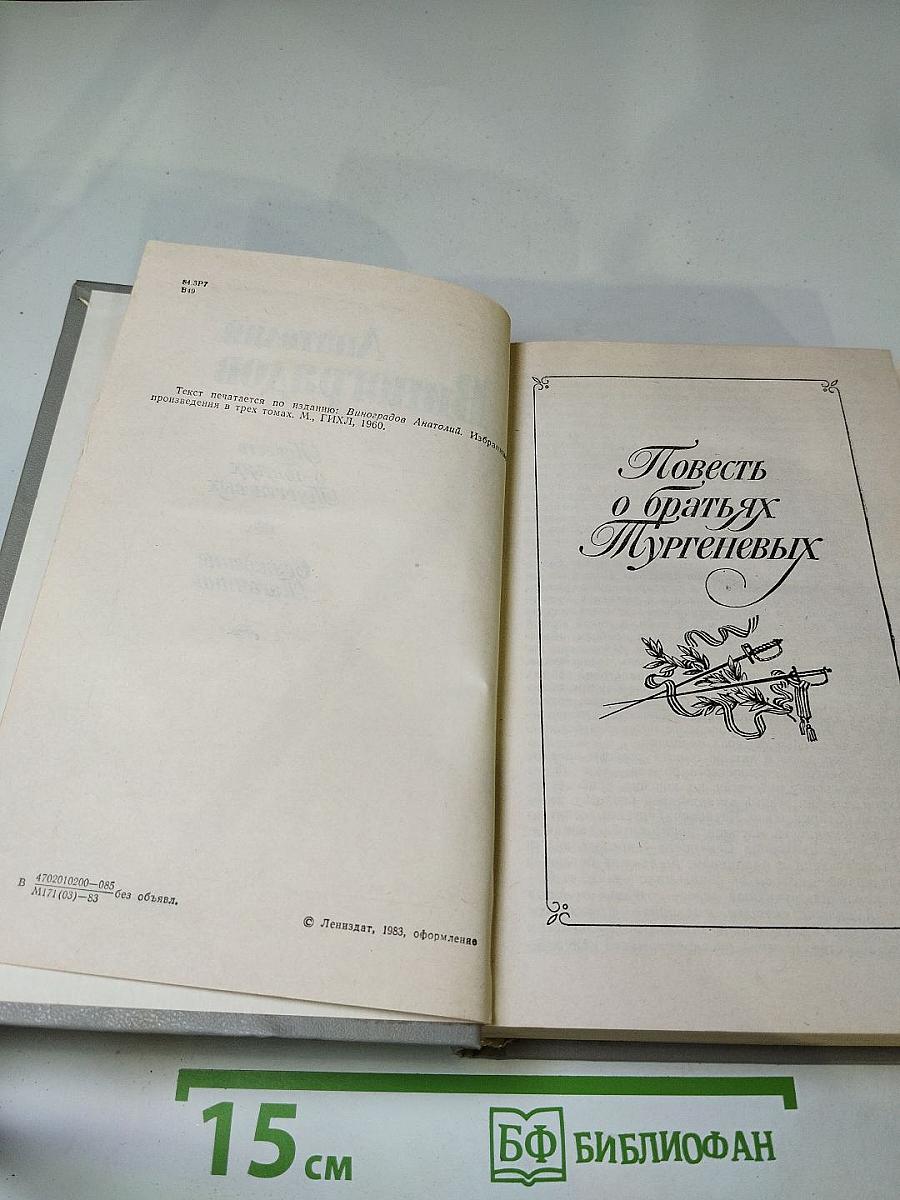 84.3Р7
В49
Текст печатается по изданию: Виноградов Анатолий. Избранные
произведения в трех томах. М., ГИХЛ, 1960.
В 4702010200—085
М171(03)—83 без объявл.
© Лениздат, 1983, оформление
Повесть
о братьях
Тургеневых
15 см
БФ БИБЛИОФАН